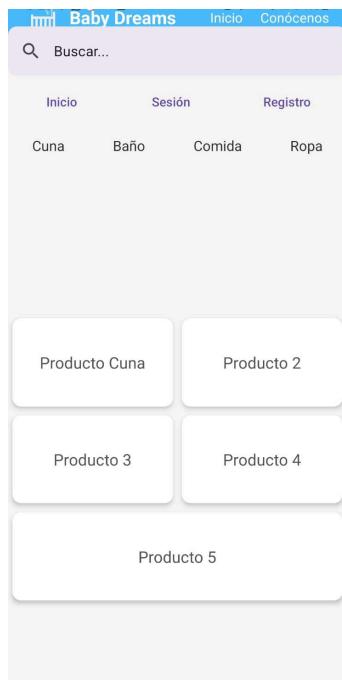 Baby Dreams Inicio Conócenos
Buscar...
Inicio Sesión Registro
Cuna Baño Comida Ropa
Producto Cuna Producto 2
Producto 3 Producto 4
Producto 5